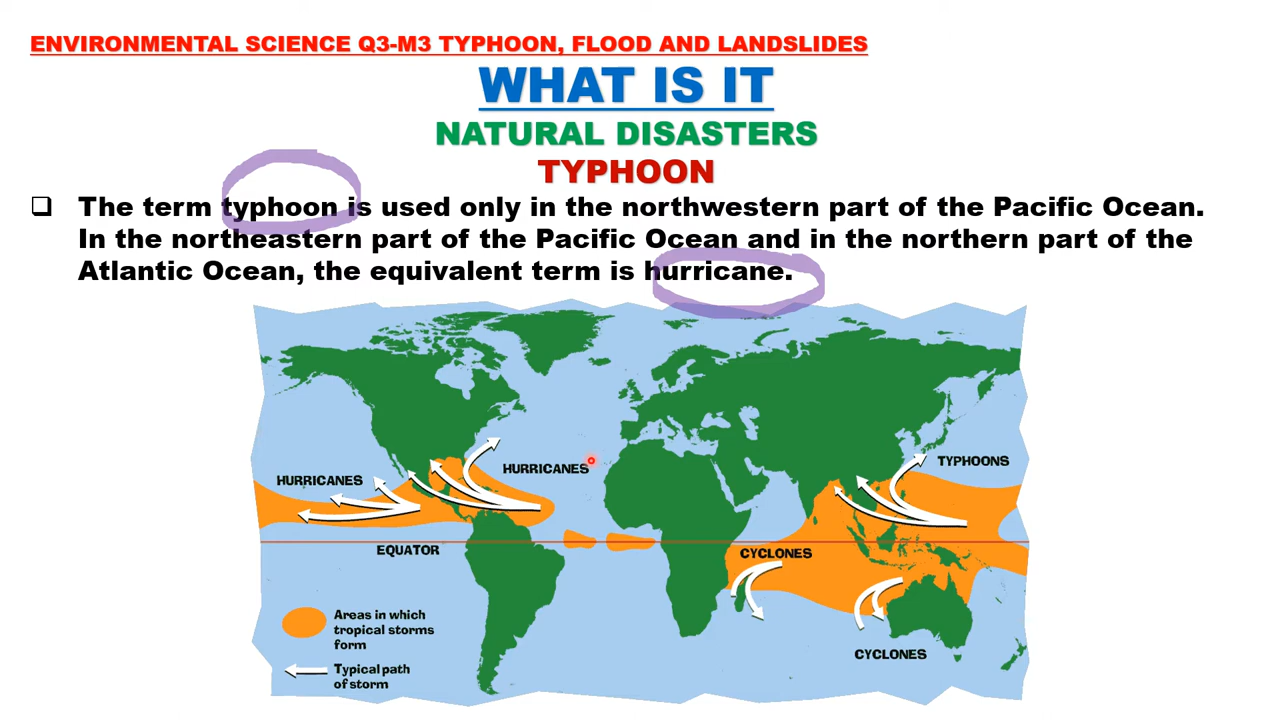 ENVIRONMENTAL SCIENCE Q3-M3 TYPHOON, FLOOD AND LANDSLIDES
WHAT IS IT
NATURAL DISASTERS
TYPHOON
The term typhoon is used only in the northwestern part of the Pacific Ocean.
In the northeastern part of the Pacific Ocean and in the northern part of the
Atlantic Ocean, the equivalent term is hurricane.
HURRICANES
HURRICANES
TYPHOONS
EQUATOR
CYCLONES
CYCLONES
Areas in which
tropical storms
form
Typical path
of storm